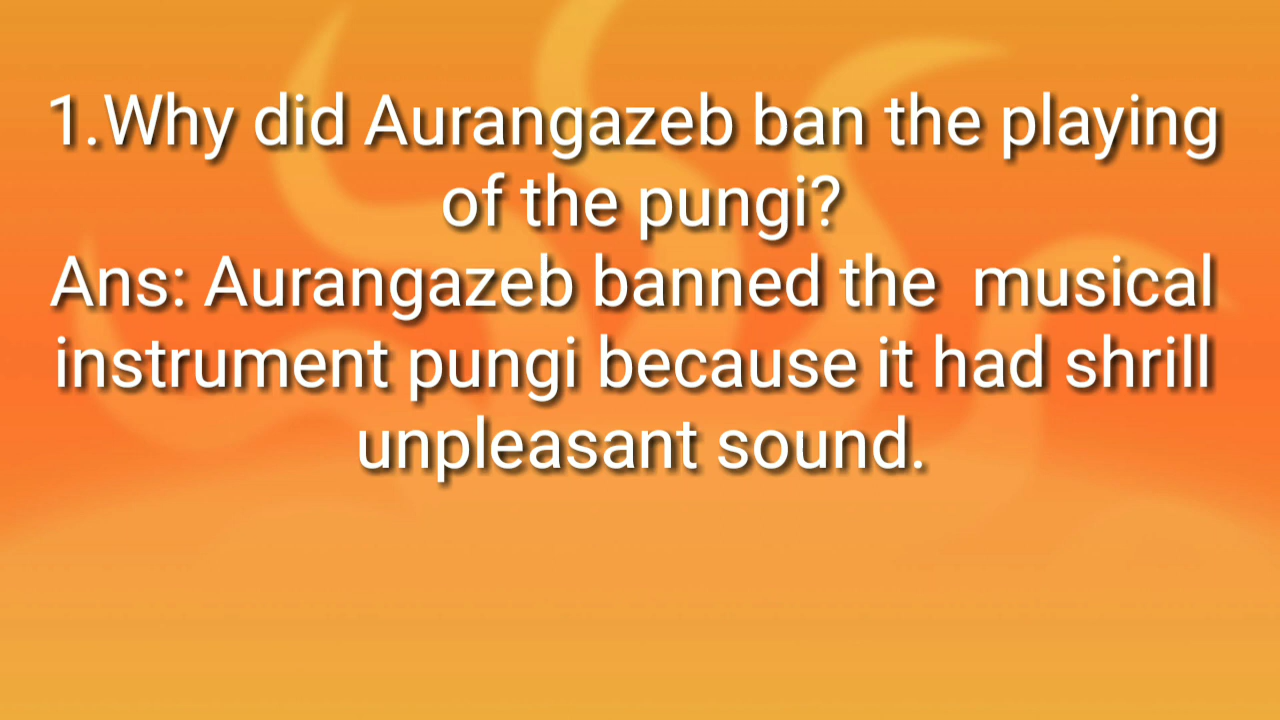 1.Why did Aurangazeb ban the playing
of the pungi?
Ans: Aurangazeb banned the  musical
instrument pungi because it had shrill
unpleasant sound.